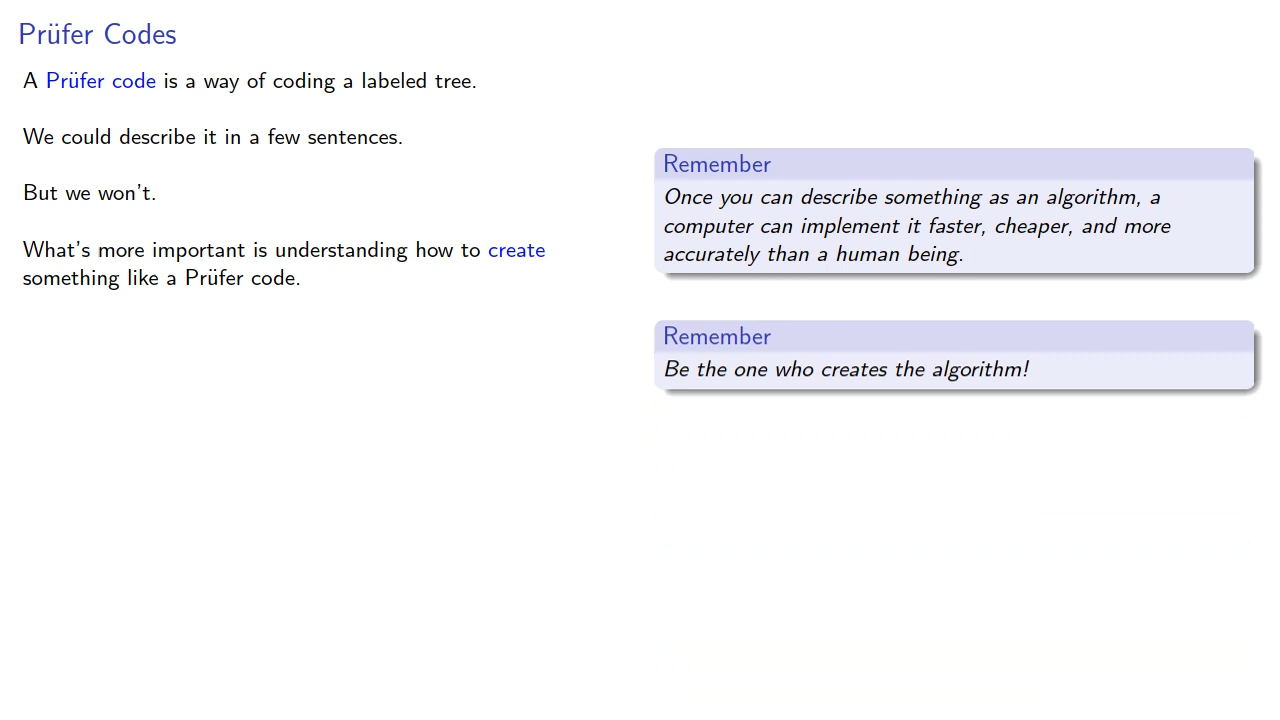 Prüfer Codes
A Prüfer code is a way of coding a labeled tree.
We could describe it in a few sentences.
But we won't.
What's more important is understanding how to create
something like a Prüfer code.
Remember
Once you can describe something as an algorithm, a
computer can implement it faster, cheaper, and more
accurately than a human being.
Remember
Be the one who creates the algorithm!